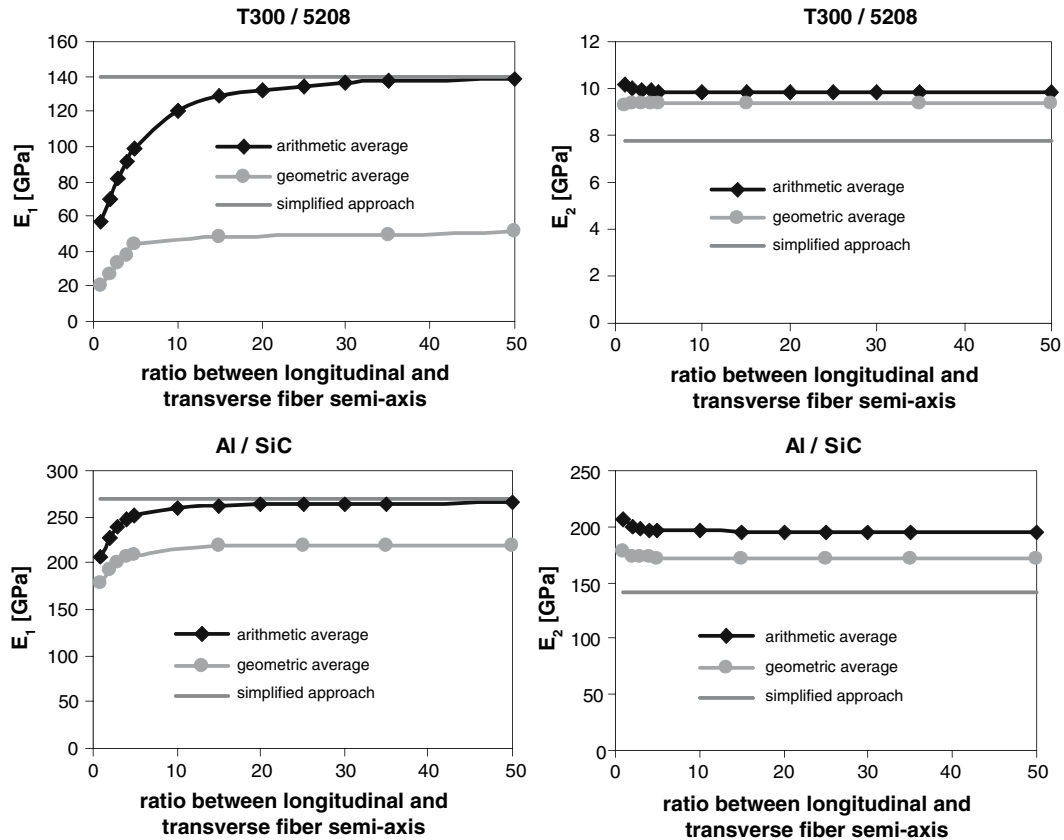 T300 / 5208
E1 [GPa]
160
140
120
100
80
60
40
20
0
arithmetic average
geometric average
simplified approach
0 10 20 30 40 50
ratio between longitudinal and
transverse fiber semi-axis
T300 / 5208
E2 [GPa]
12
10
8
6
4
2
0
arithmetic average
geometric average
simplified approach
0 10 20 30 40 50
ratio between longitudinal and
transverse fiber semi-axis
Al / SiC
E1 [GPa]
300
250
200
150
100
50
0
arithmetic average
geometric average
simplified approach
0 10 20 30 40 50
ratio between longitudinal and
transverse fiber semi-axis
Al / SiC
E2 [GPa]
250
200
150
100
50
0
arithmetic average
geometric average
simplified approach
0 10 20 30 40 50
ratio between longitudinal and
transverse fiber semi-axis